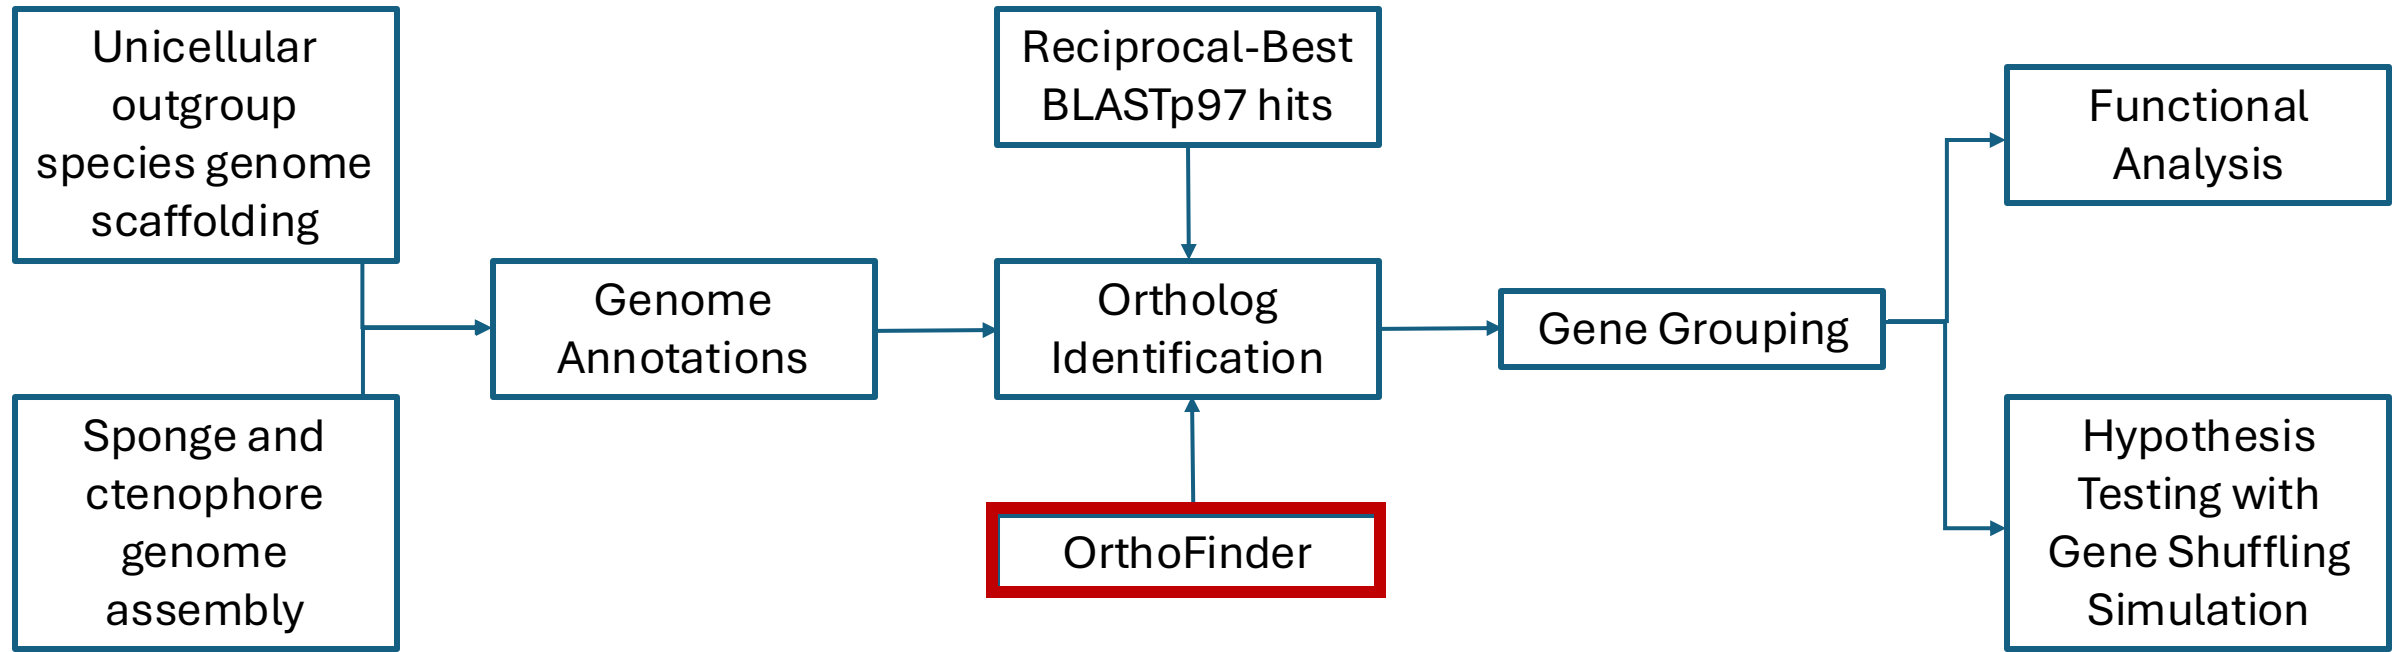 Unicellular
outgroup
species genome
scaffolding
Sponge and
ctenophore
genome
assembly
Genome
Annotations
Reciprocal-Best
BLASTp97 hits
Ortholog
Identification
OrthoFinder
Gene Grouping
Functional
Analysis
Hypothesis
Testing with
Gene Shuffling
Simulation